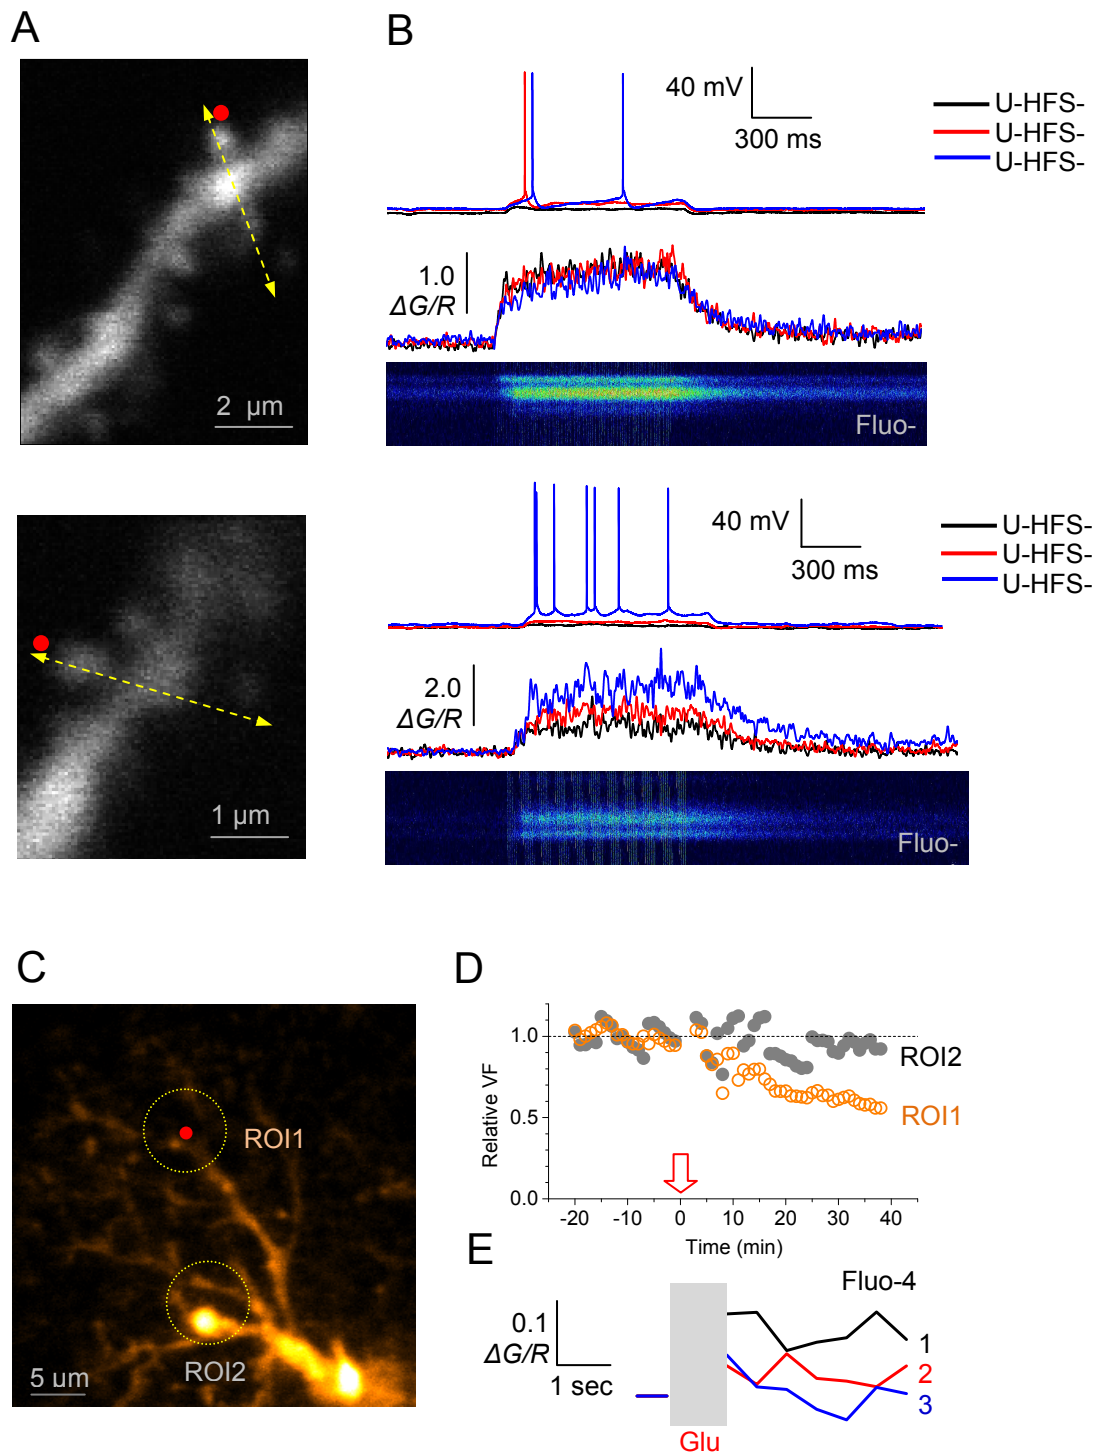 A
B
2 µm
40 mV
300 ms
U-HFS-
U-HFS-
U-HFS-
1.0
ΔG/R
Fluo-
1 µm
40 mV
300 ms
U-HFS-
U-HFS-
U-HFS-
2.0
ΔG/R
Fluo-
C
ROI1
ROI2
5 um
D
Relative VF
1.0
0.5
0.0
ROI2
ROI1
-20 -10 0 10 20 30 40
Time (min)
E
Fluo-4
0.1
ΔG/R
1 sec
1
2
3
Glu